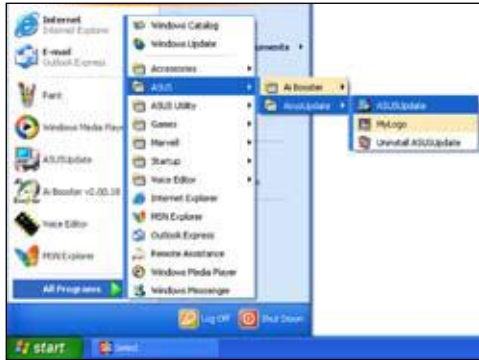 Internet
Internet Explorer
E-mail
Outlook Express
Paint
Windows Media Play
ASUSUpdate
Ai Booster v2.00.18
Voice Editor
MSN Explorer
All Programs
Windows Catalog
Windows Update
Accessories
ASUS
ASUS Utility
Games
Marvell
Startup
Voice Editor
Internet Explorer
MSN Explorer
Outlook Express
Remote Assistance
Windows Media Player
Windows Messenger
cuments
Ai Booster
AsusUpdate
ASUSUpdate
MyLogo
Uninstall ASUSUpdate
Log Off
Shut Down
start